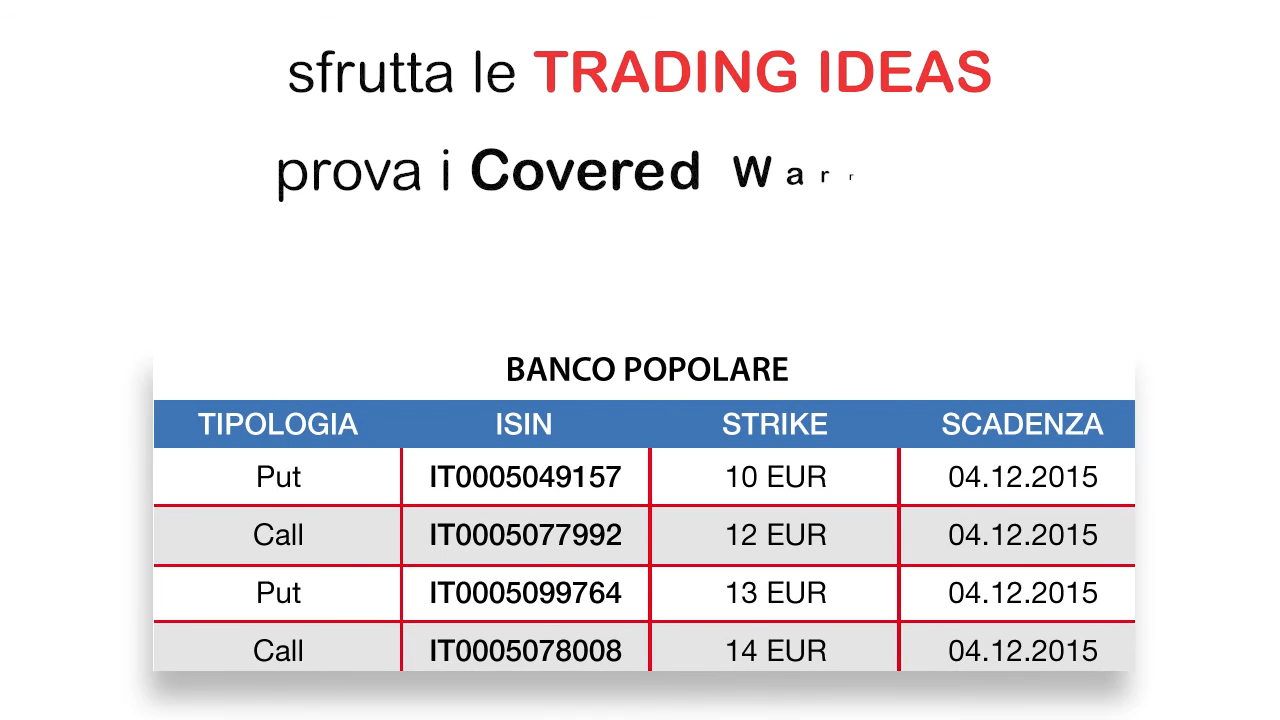 sfrutta le TRADING IDEAS
prova i Covered Warr
BANCO POPOLARE
TIPOLOGIA ISIN STRIKE SCADENZA
Put IT0005049157 10 EUR 04.12.2015
Call IT0005077992 12 EUR 04.12.2015
Put IT0005099764 13 EUR 04.12.2015
Call IT0005078008 14 EUR 04.12.2015